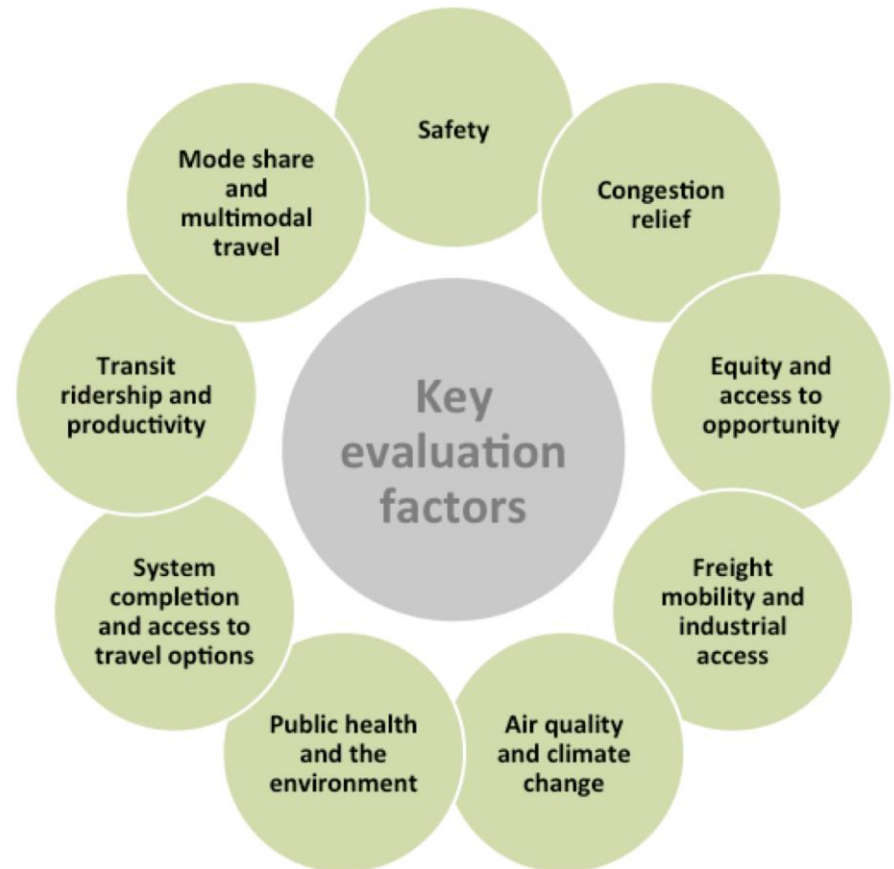 Safety
Congestion
relief
Equity and
access to
opportunity
Freight
mobility and
industrial
access
Air quality
and climate
change
Public health
and the
environment
System
completion
and access to
travel options
Transit
ridership and
productivity
Mode share
and
multimodal
travel
Key
evaluation
factors